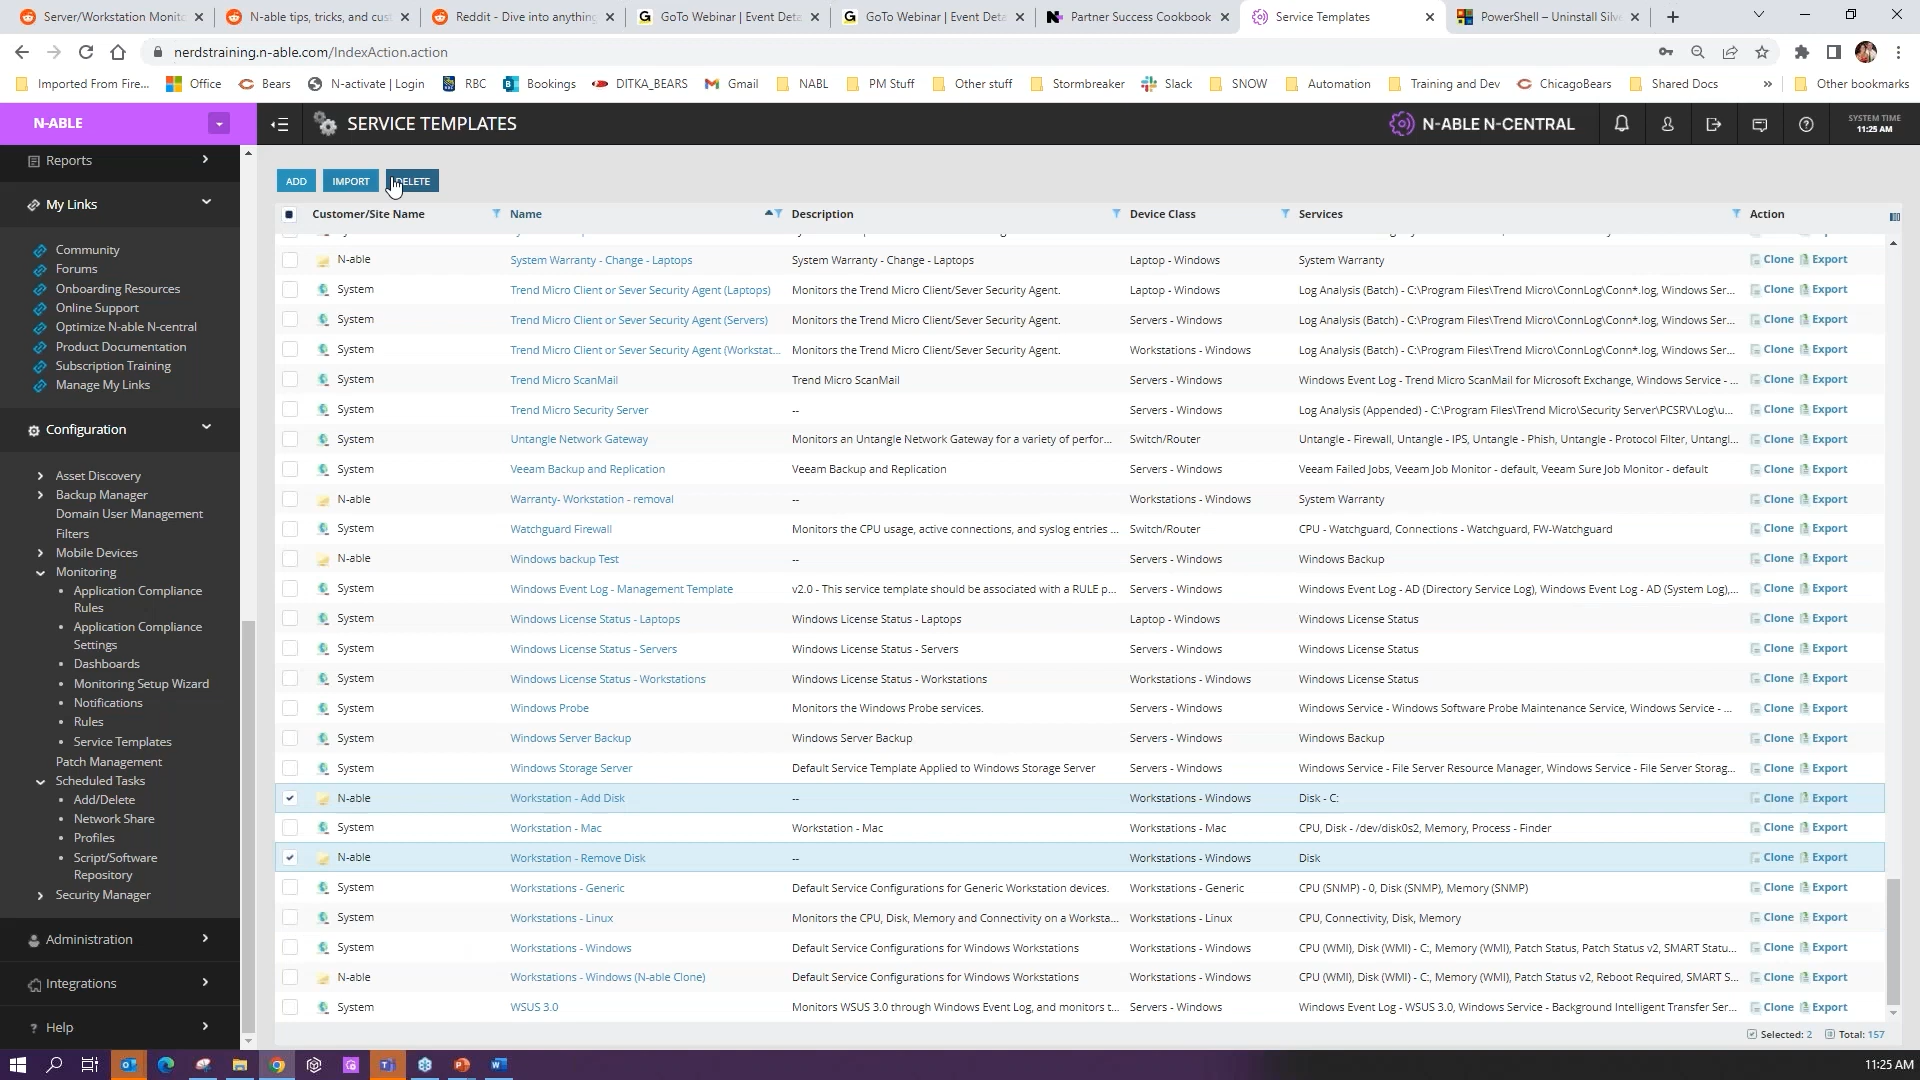 Server/Workstation Monito
N-able tips, tricks, and cus
Reddit - Dive into anything
GoTo Webinar | Event Deta
GoTo Webinar | Event Deta
Partner Success Cookbook
Service Templates
PowerShell – Uninstall Silve
nerdstraining.n-able.com/IndexAction.action
Imported From Fire...
Office
Bears
N-activate | Login
RBC
Bookings
DITKA_BEARS
Gmail
NABL
PM Stuff
Other stuff
Stormbreaker
Slack
SNOW
Automation
Training and Dev
ChicagoBears
Shared Docs
Other bookmarks
N-ABLE
SERVICE TEMPLATES
N-ABLE N-CENTRAL
SYSTEM TIME
11:25 AM
Reports
My Links
Community
Forums
Onboarding Resources
Online Support
Optimize N-able N-central
Product Documentation
Subscription Training
Manage My Links
Configuration
Asset Discovery
Backup Manager
Domain User Management
Filters
Mobile Devices
Monitoring
Application Compliance
Rules
Application Compliance
Settings
Dashboards
Monitoring Setup Wizard
Notifications
Rules
Service Templates
Patch Management
Scheduled Tasks
Add/Delete
Network Share
Profiles
Script/Software
Repository
Security Manager
Administration
Integrations
Help
ADD IMPORT DELETE
Customer/Site Name Name Description Device Class Services Action
N-able System Warranty - Change - Laptops System Warranty - Change - Laptops Laptop - Windows System Warranty Clone Export
System Trend Micro Client or Sever Security Agent (Laptops) Monitors the Trend Micro Client/Sever Security Agent. Laptop - Windows Log Analysis (Batch) - C:\Program Files\Trend Micro\ConnLog\Conn*.log, Windows Ser... Clone Export
System Trend Micro Client or Sever Security Agent (Servers) Monitors the Trend Micro Client/Sever Security Agent. Servers - Windows Log Analysis (Batch) - C:\Program Files\Trend Micro\ConnLog\Conn*.log, Windows Ser... Clone Export
System Trend Micro Client or Sever Security Agent (Workstat... Monitors the Trend Micro Client/Sever Security Agent. Workstations - Windows Log Analysis (Batch) - C:\Program Files\Trend Micro\ConnLog\Conn*.log, Windows Ser... Clone Export
System Trend Micro ScanMail Trend Micro ScanMail Servers - Windows Windows Event Log - Trend Micro ScanMail for Microsoft Exchange, Windows Service - ... Clone Export
System Trend Micro Security Server -- Servers - Windows Log Analysis (Appended) - C:\Program Files\Trend Micro\Security Server\PCSRV\Log\u... Clone Export
System Untangle Network Gateway Monitors an Untangle Network Gateway for a variety of perfor... Switch/Router Untangle - Firewall, Untangle - IPS, Untangle - Phish, Untangle - Protocol Filter, Untangl... Clone Export
System Veeam Backup and Replication Veeam Backup and Replication Servers - Windows Veeam Failed Jobs, Veeam Job Monitor - default, Veeam Sure Job Monitor - default Clone Export
N-able Warranty- Workstation - removal -- Workstations - Windows System Warranty Clone Export
System Watchguard Firewall Monitors the CPU usage, active connections, and syslog entries ... Switch/Router CPU - Watchguard, Connections - Watchguard, FW-Watchguard Clone Export
N-able Windows backup Test -- Servers - Windows Windows Backup Clone Export
System Windows Event Log - Management Template v2.0 - This service template should be associated with a RULE p... Servers - Windows Windows Event Log - AD (Directory Service Log), Windows Event Log - AD (System Log),... Clone Export
System Windows License Status - Laptops Windows License Status - Laptops Laptop - Windows Windows License Status Clone Export
System Windows License Status - Servers Windows License Status - Servers Servers - Windows Windows License Status Clone Export
System Windows License Status - Workstations Windows License Status - Workstations Workstations - Windows Windows License Status Clone Export
System Windows Probe Monitors the Windows Probe services. Servers - Windows Windows Service - Windows Software Probe Maintenance Service, Windows Service - ... Clone Export
System Windows Server Backup Windows Server Backup Servers - Windows Windows Backup Clone Export
System Windows Storage Server Default Service Template Applied to Windows Storage Server Servers - Windows Windows Service - File Server Resource Manager, Windows Service - File Server Storag... Clone Export
N-able Workstation - Add Disk -- Workstations - Windows Disk - C: Clone Export
System Workstation - Mac Workstation - Mac Workstations - Mac CPU, Disk - /dev/disk0s2, Memory, Process - Finder Clone Export
N-able Workstation - Remove Disk -- Workstations - Windows Disk Clone Export
System Workstations - Generic Default Service Configurations for Generic Workstation devices. Workstations - Generic CPU (SNMP) - 0, Disk (SNMP), Memory (SNMP) Clone Export
System Workstations - Linux Monitors the CPU, Disk, Memory and Connectivity on a Worksta... Workstations - Linux CPU, Connectivity, Disk, Memory Clone Export
System Workstations - Windows Default Service Configurations for Windows Workstations Workstations - Windows CPU (WMI), Disk (WMI) - C:, Memory (WMI), Patch Status, Patch Status v2, SMART Statu... Clone Export
N-able Workstations - Windows (N-able Clone) Default Service Configurations for Windows Workstations Workstations - Windows CPU (WMI), Disk (WMI) - C:, Memory (WMI), Patch Status v2, Reboot Required, SMART S... Clone Export
System WSUS 3.0 Monitors WSUS 3.0 through Windows Event Log, and monitors t... Servers - Windows Windows Event Log - WSUS 3.0, Windows Service - Background Intelligent Transfer Ser... Clone Export
Selected: 2 Total: 157
11:25 AM